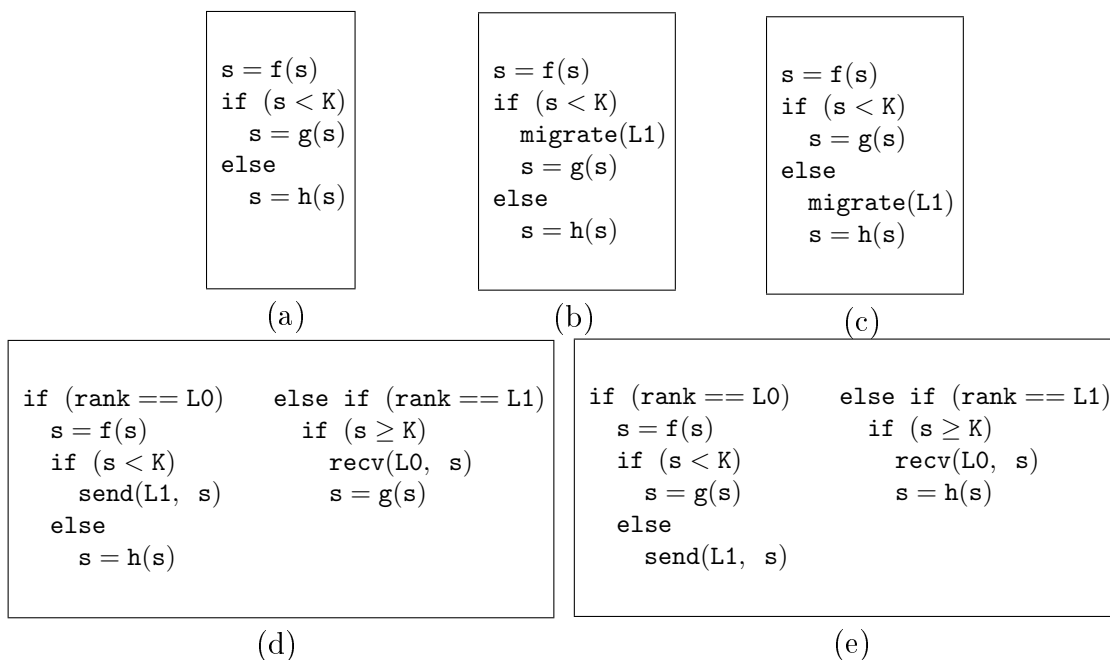 s = f(s)
if (s < K)
s = g(s)
else
s = h(s)
(a)
s = f(s)
if (s < K)
migrate(L1)
s = g(s)
else
s = h(s)
(b)
s = f(s)
if (s < K)
s = g(s)
else
migrate(L1)
s = h(s)
(c)
if (rank == L0)
s = f(s)
if (s < K)
send(L1, s)
else
s = h(s)
else if (rank == L1)
if (s ≥ K)
recv(L0, s)
s = g(s)
(d)
if (rank == L0)
s = f(s)
if (s < K)
s = g(s)
else
send(L1, s)
else if (rank == L1)
if (s ≥ K)
recv(L0, s)
s = h(s)
(e)